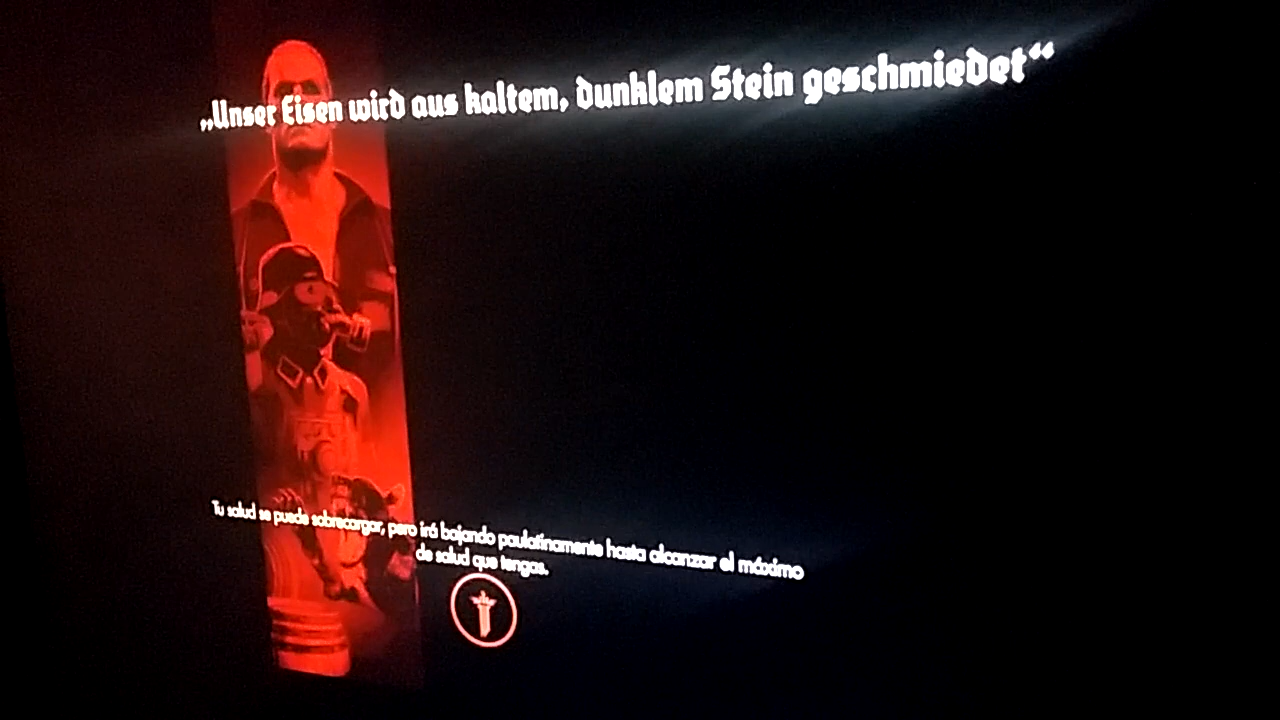 „Unser Eisen wird aus kaltem, dunklem Stein geschmiedet“
Tu salud se puede sobrecargar, pero irá bajando paulatinamente hasta alcanzar el máximo
de salud que tengas.